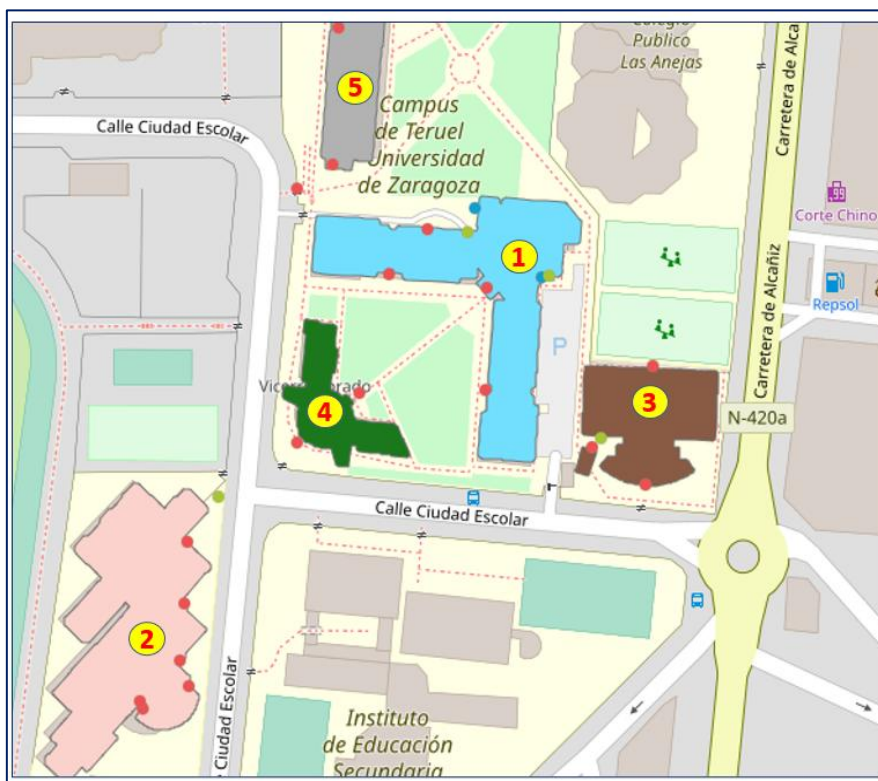 Colegio
Publico
Las Anejas
5
Campus
de Teruel
Universidad
de Zaragoza
Calle Ciudad Escolar
Carretera de Alca
Corte Chino
1
Repsol
Carretera de Alcañiz
P
3
4
N-420a
Calle Ciudad Escolar
2
Calle Ciudad Escolar
Instituto
de Educación
Secundaria